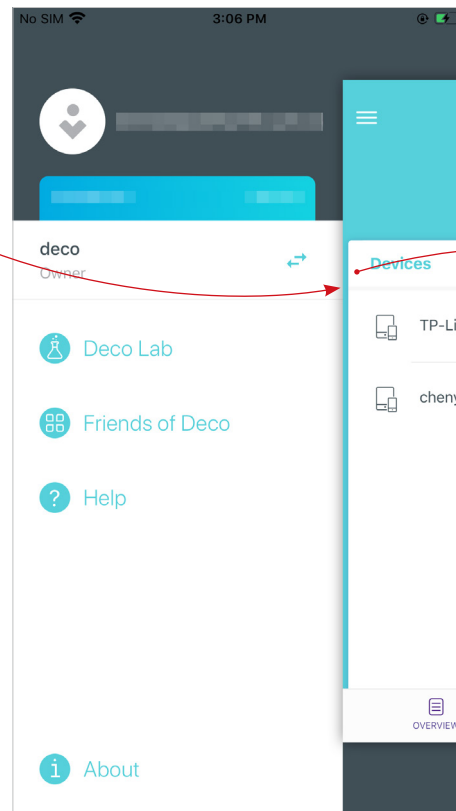 No SIM 3:06 PM
deco
Owner
Devices
TP-Li
cheny
Deco Lab
Friends of Deco
Help
OVERVIEW
About